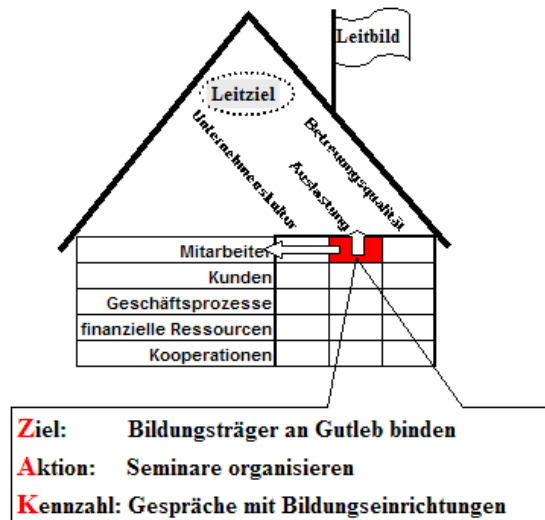 Leitbild
Leitziel
Unternehmenskultur
Auslastung
Betreuungsqualität
Mitarbeiter
Kunden
Geschäftsprozesse
finanzielle Ressourcen
Kooperationen
Ziel: Bildungsträger an Gutleb binden
Aktion: Seminare organisieren
Kennzahl: Gespräche mit Bildungseinrichtungen